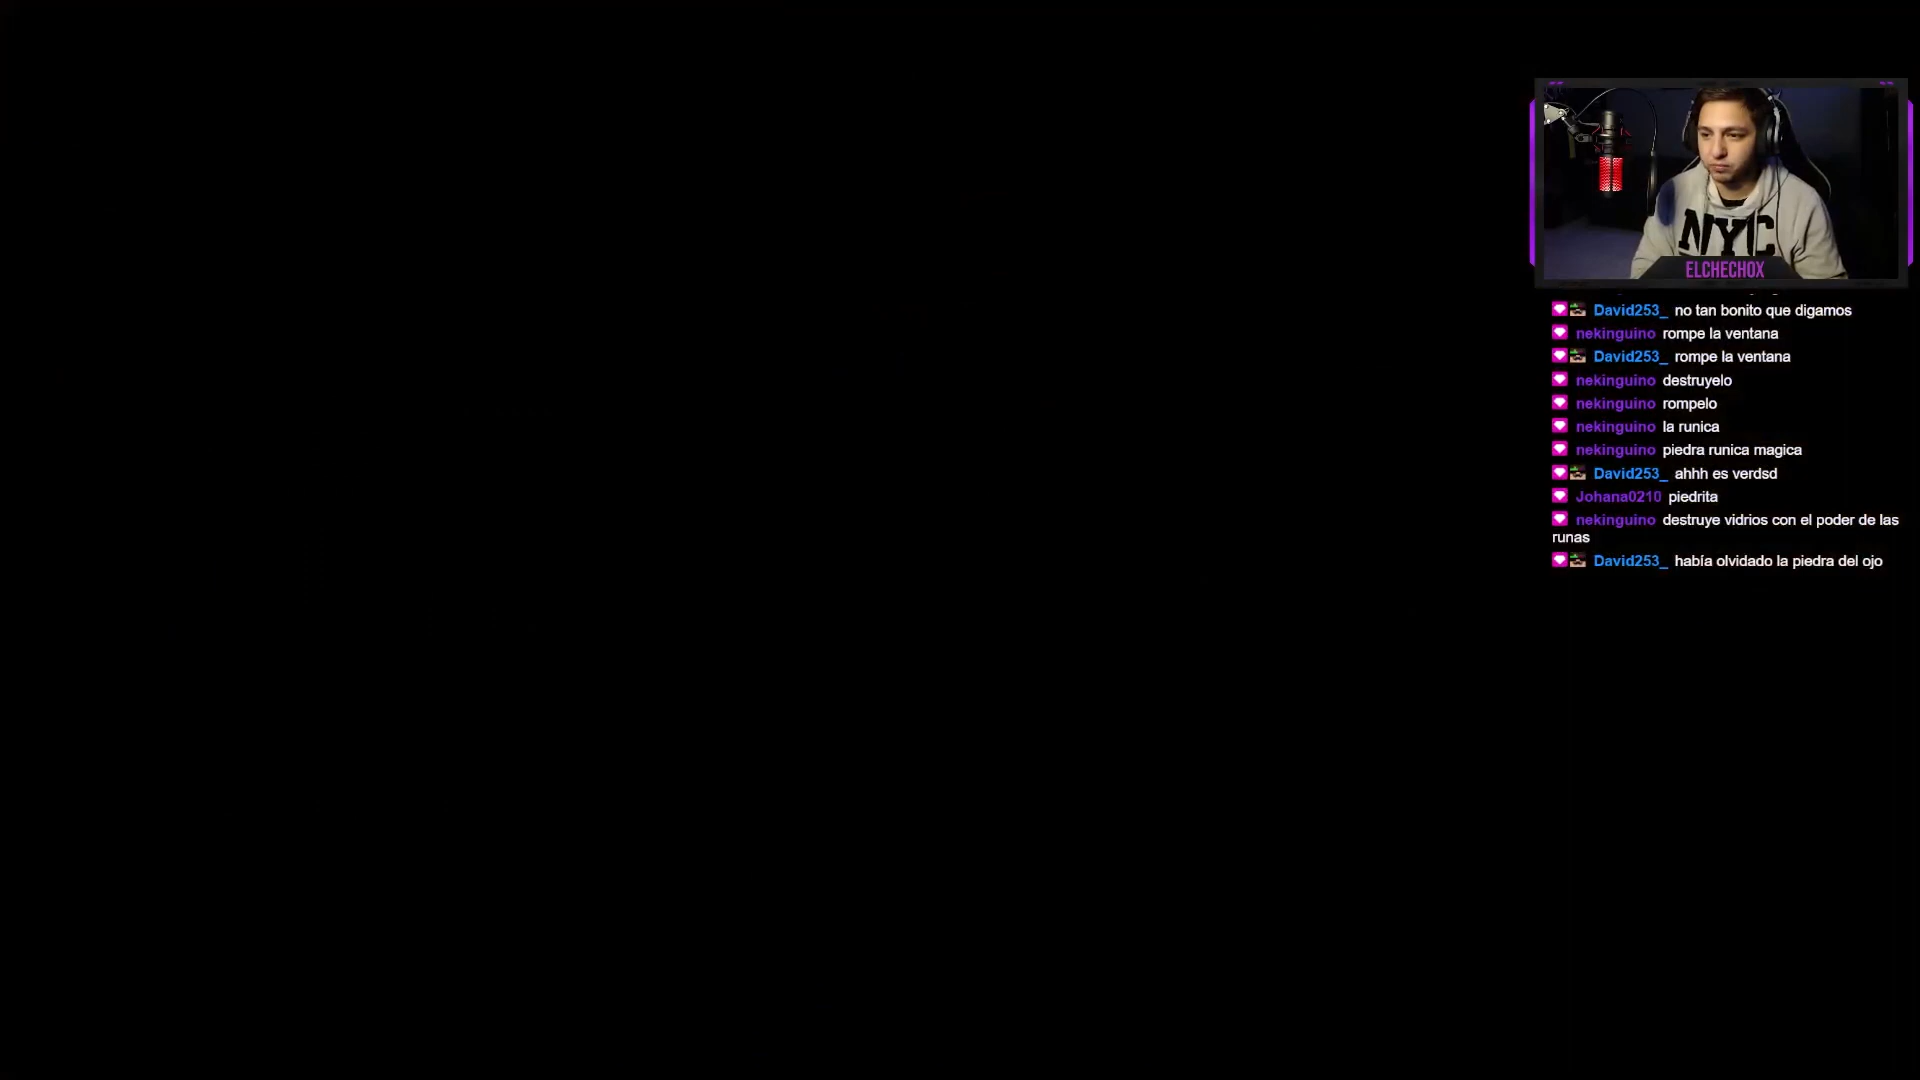 NYC
ELCHECHOX
David253_ no tan bonito que digamos
nekinguino rompe la ventana
David253_ rompe la ventana
nekinguino destruyelo
nekinguino rompelo
nekinguino la runica
nekinguino piedra runica magica
David253_ ahhh es verdsd
Johana0210 piedrita
nekinguino destruye vidrios con el poder de las
runas
David253_ había olvidado la piedra del ojo